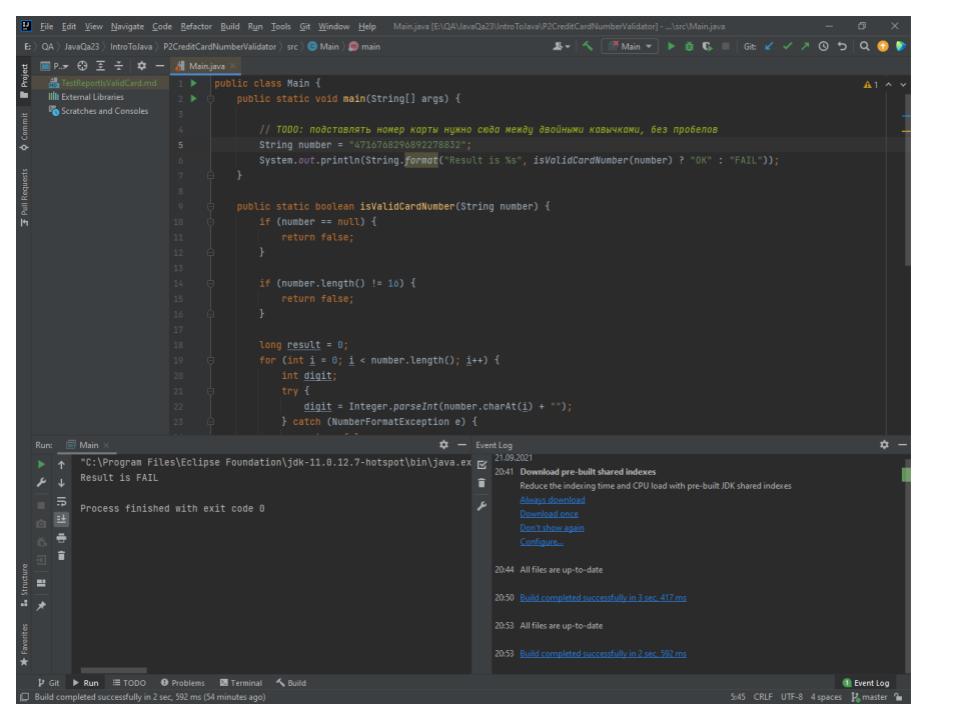 File Edit View Navigate Code Refactor Build Run Tools Git Window Help Main.java [E:\QA\JavaQa23\IntroToJava\P2CreditCardNumberValidator] - ...\src\Main.java
E: QA JavaQa23 IntroToJava P2CreditCardNumberValidator src Main main Main Git:
Project P... Main.java
TestReportIsValidCard.md
External Libraries
Scratches and Consoles
Commit
Pull Requests
1 public class Main {
2 public static void main(String[] args) {
3
4 // TODO: подставлять номер карты нужно сюда между двойными кавычками, без пробелов
5 String number = "4716768296892278832";
6 System.out.println(String.format("Result is %s", isValidCardNumber(number) ? "OK" : "FAIL"));
7 }
8
9 public static boolean isValidCardNumber(String number) {
10 if (number == null) {
11 return false;
12 }
13
14 if (number.length() != 16) {
15 return false;
16 }
17
18 long result = 0;
19 for (int i = 0; i < number.length(); i++) {
20 int digit;
21 try {
22 digit = Integer.parseInt(number.charAt(i) + "");
23 } catch (NumberFormatException e) {
1
Run: Main
"C:\Program Files\Eclipse Foundation\jdk-11.0.12.7-hotspot\bin\java.ex
Result is FAIL
Process finished with exit code 0
Event Log
21.09.2021
20:41 Download pre-built shared indexes
Reduce the indexing time and CPU load with pre-built JDK shared indexes
Always download
Download once
Don't show again
Configure...
20:44 All files are up-to-date
20:50 Build completed successfully in 3 sec, 417 ms
20:53 All files are up-to-date
20:53 Build completed successfully in 2 sec, 592 ms
Structure
Favorites
Git Run TODO Problems Terminal Build 1 Event Log
Build completed successfully in 2 sec, 592 ms (54 minutes ago) 5:45 CRLF UTF-8 4 spaces master